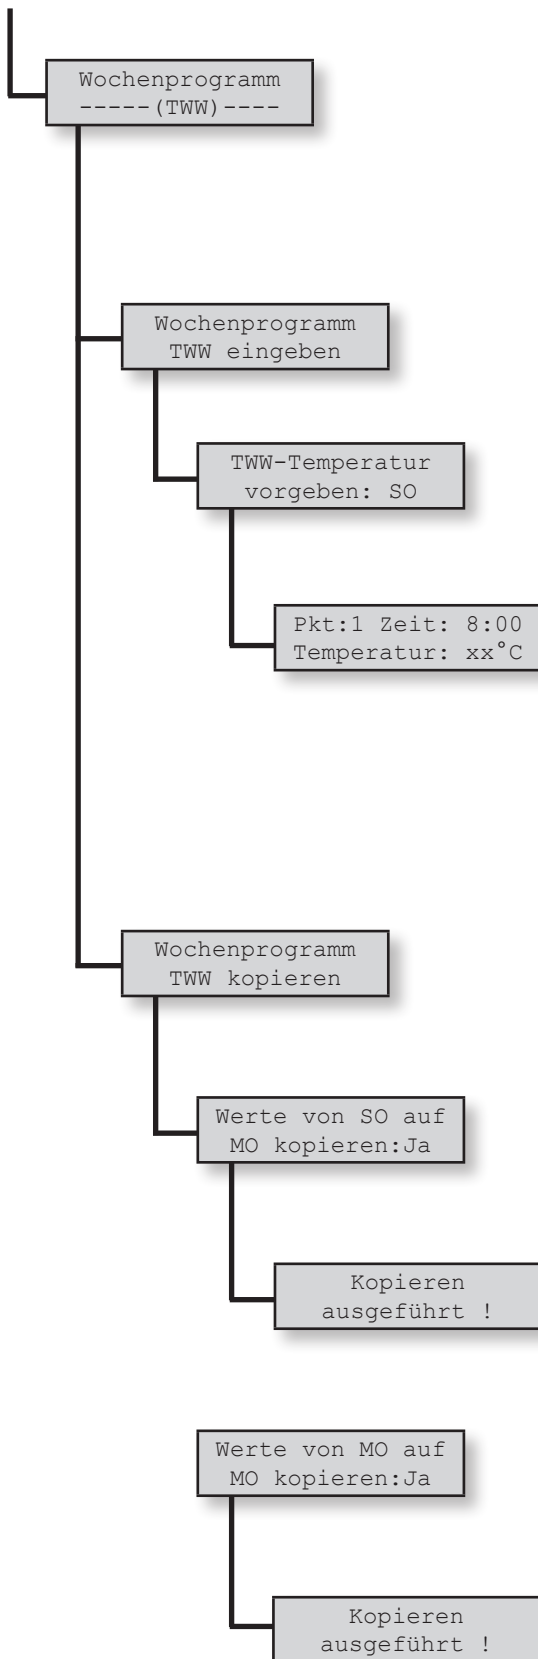 Wochenprogramm
-----(TWW)----
Wochenprogramm
TWW eingeben
TWW-Temperatur
vorgeben: SO
Pkt:1 Zeit: 8:00
Temperatur: xx°C
Wochenprogramm
TWW kopieren
Werte von SO auf
MO kopieren:Ja
Kopieren
ausgeführt !
Werte von MO auf
MO kopieren:Ja
Kopieren
ausgeführt !